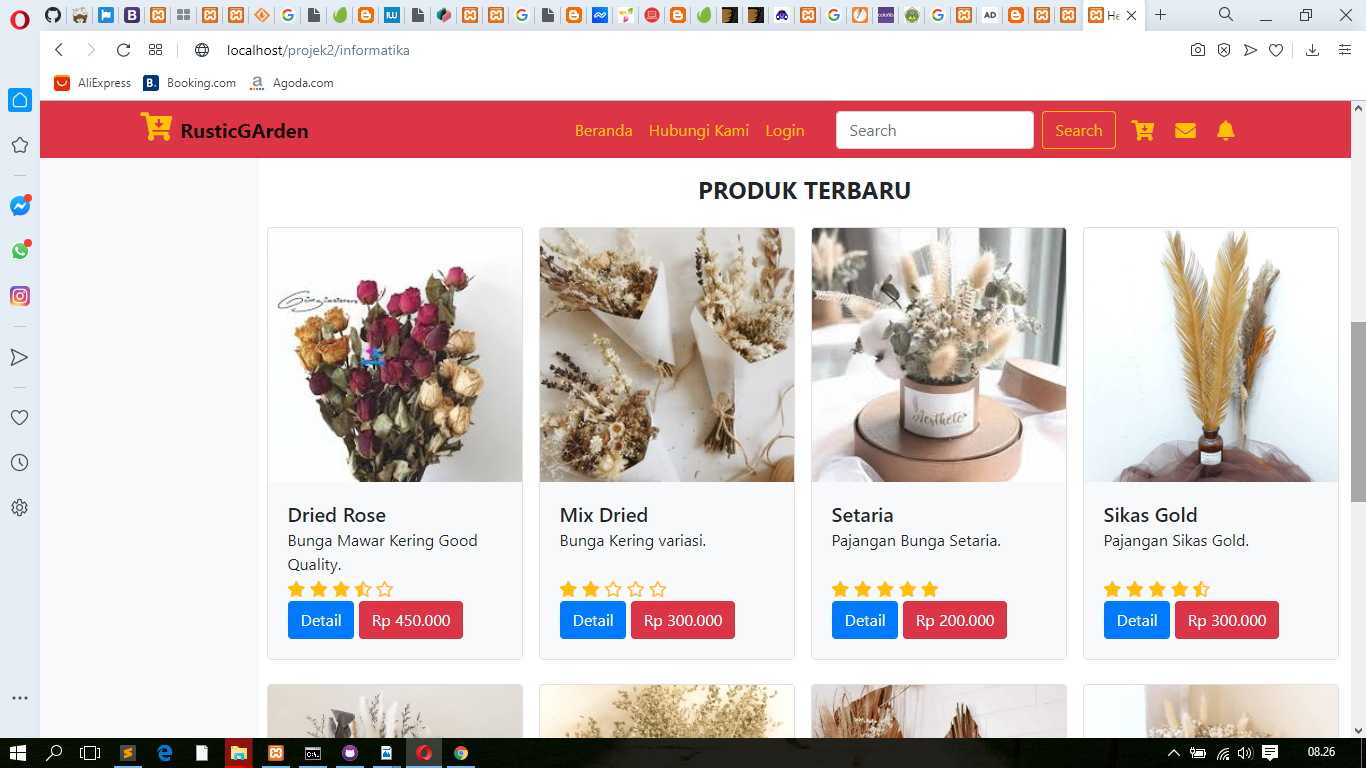 He
localhost/projek2/informatika
AliExpress Booking.com Agoda.com
RusticGArden Beranda Hubungi Kami Login Search Search
PRODUK TERBARU
Aesthetes
Dried Rose
Bunga Mawar Kering Good
Quality.
Detail Rp 450.000
Mix Dried
Bunga Kering variasi.
Detail Rp 300.000
Setaria
Pajangan Bunga Setaria.
Detail Rp 200.000
Sikas Gold
Pajangan Sikas Gold.
Detail Rp 300.000
08.26